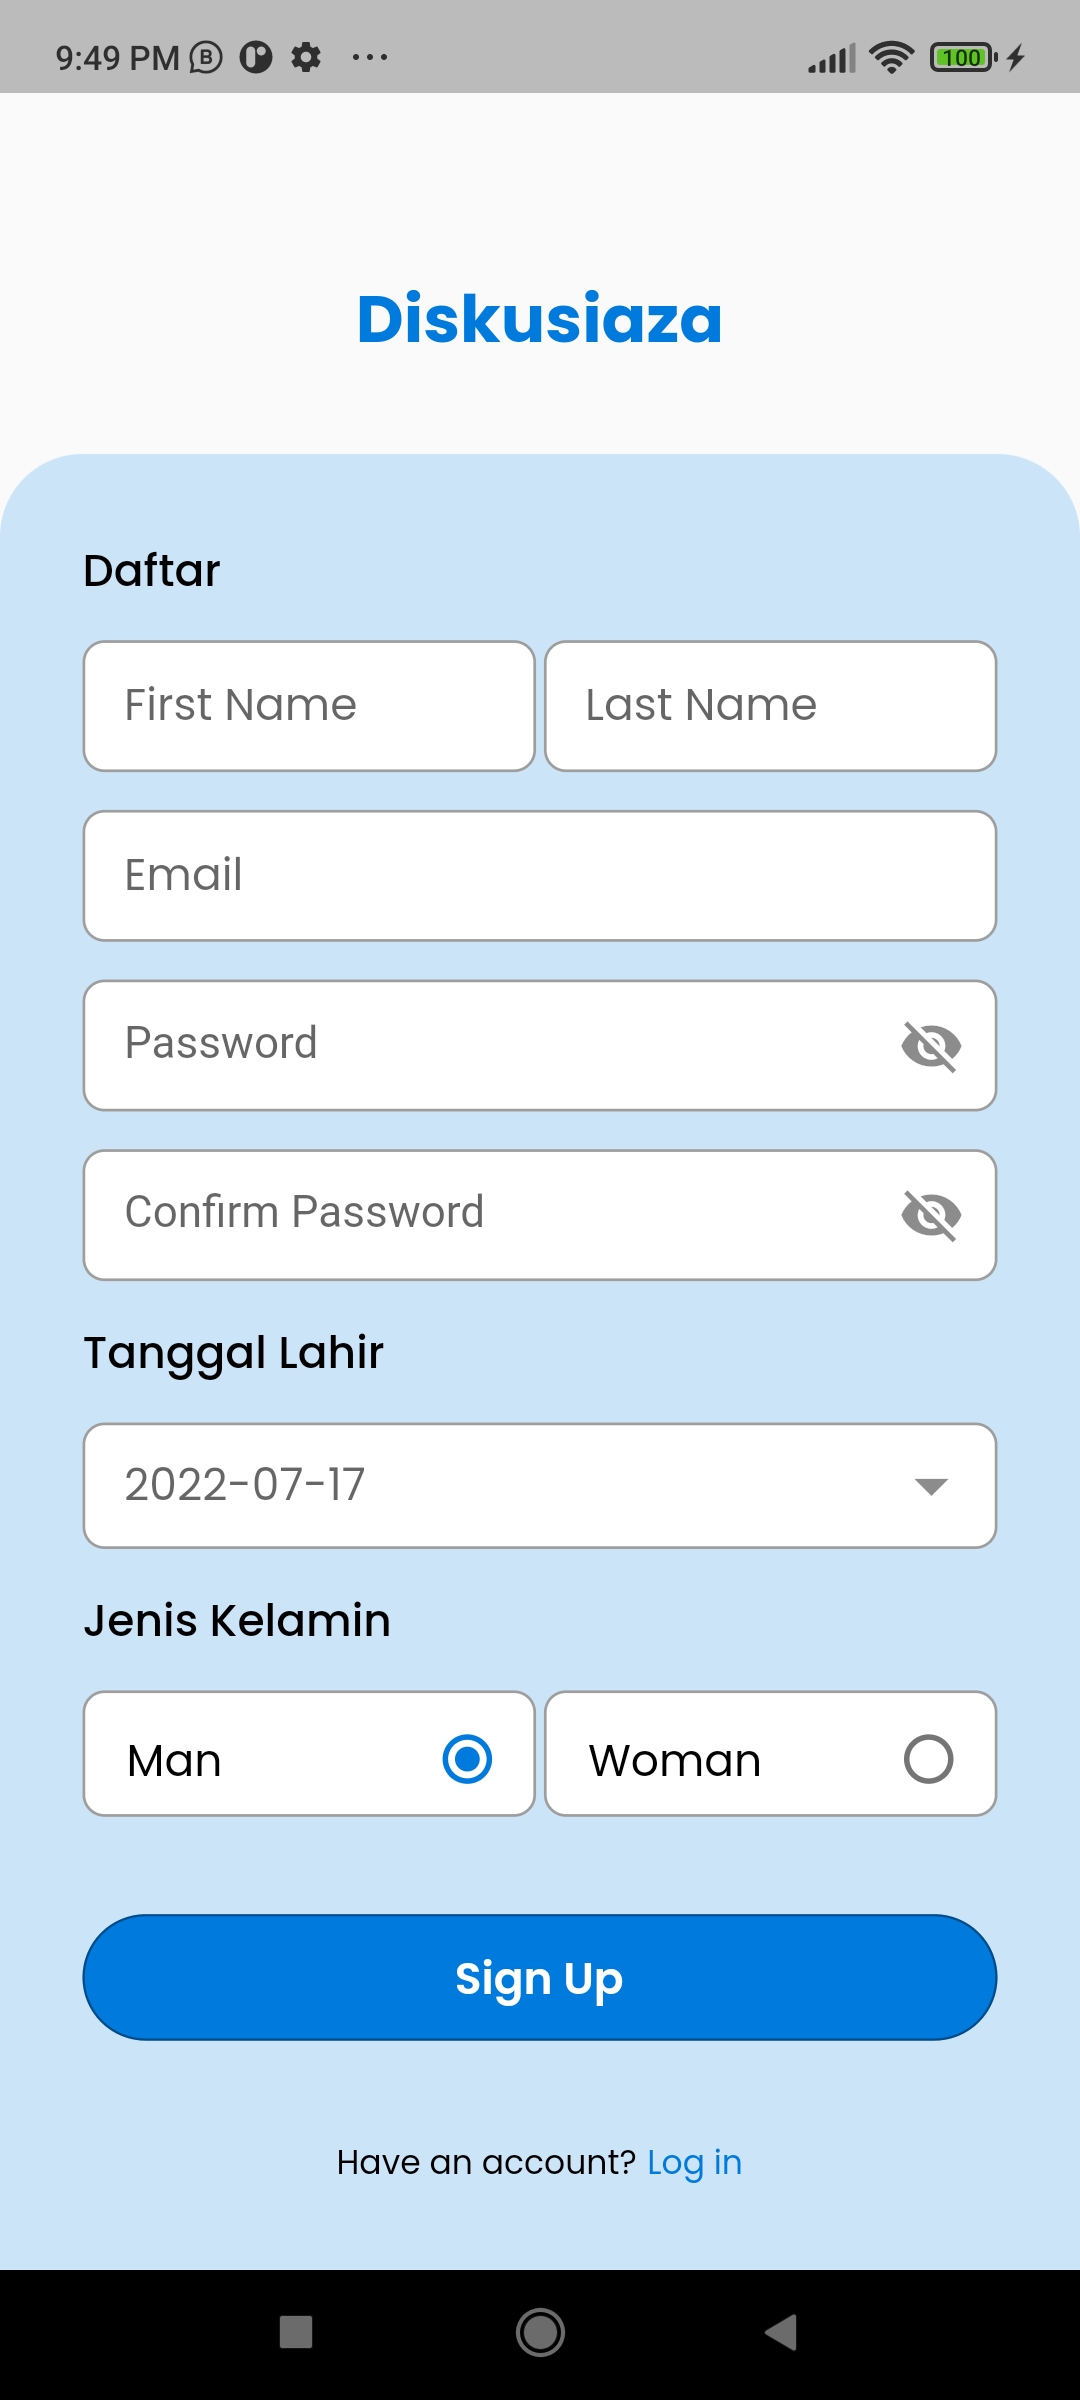 9:49 PM
100
Diskusiaza
Daftar
First Name Last Name
Email
Password
Confirm Password
Tanggal Lahir
2022-07-17
Jenis Kelamin
Man Woman
Sign Up
Have an account? Log in